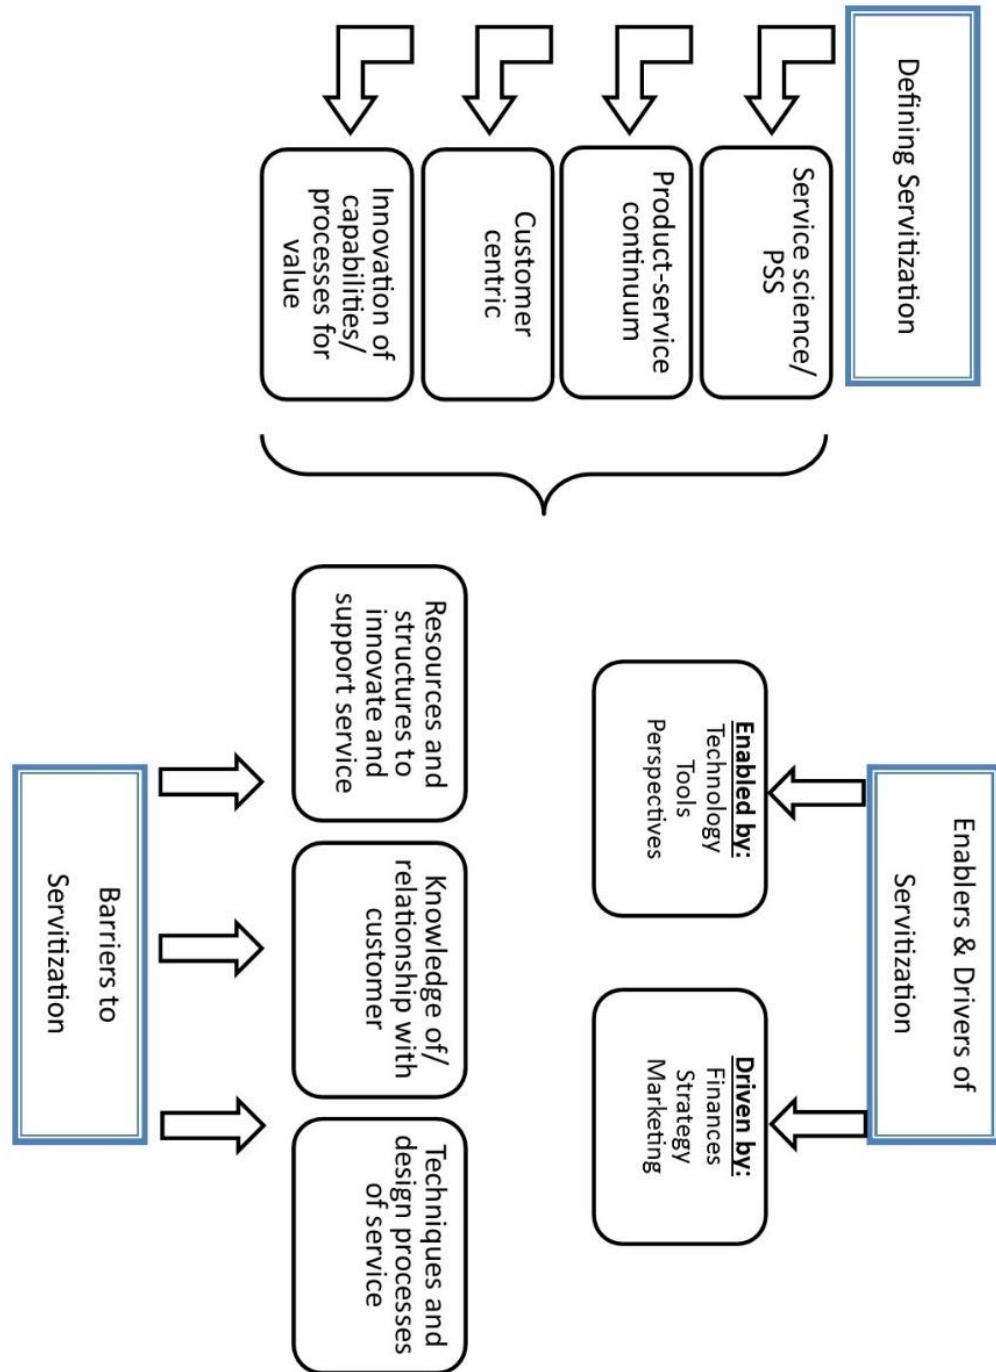 Defining Servitization
Service science/
PSS
Product-service
continuum
Customer
centric
Innovation of
capabilities/
processes for
value
Enablers & Drivers of
Servitization
Enabled by:
Technology
Tools
Perspectives
Driven by:
Finances
Strategy
Marketing
Resources and
structures to
innovate and
support service
Knowledge of/
relationship with
customer
Techniques and
design processes
of service
Barriers to
Servitization